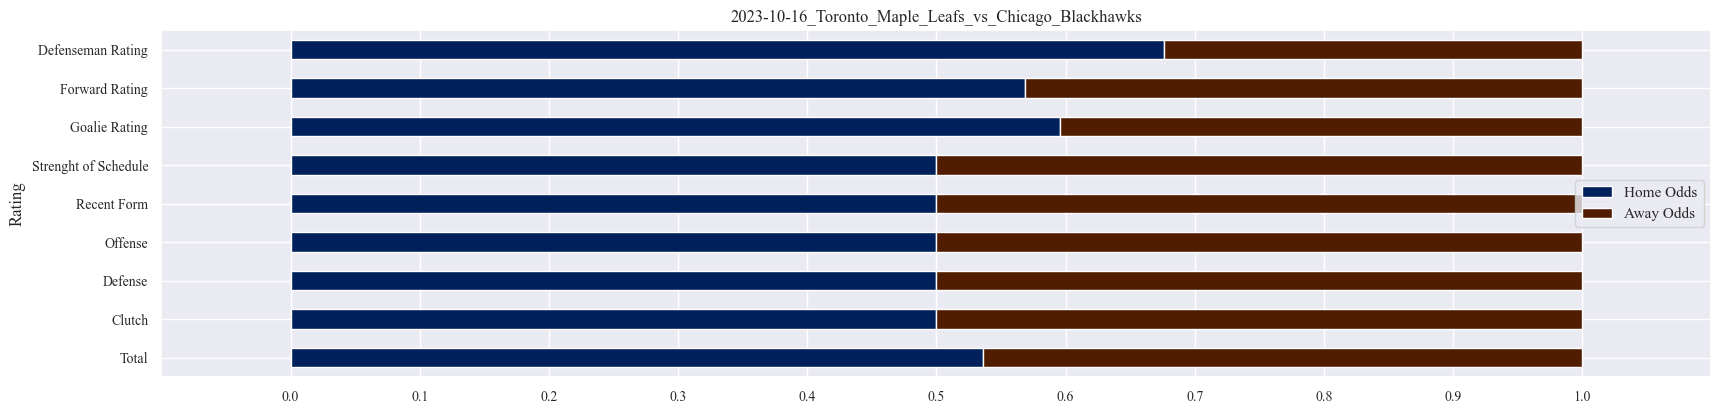 2023-10-16_Toronto_Maple_Leafs_vs_Chicago_Blackhawks
Rating
Defenseman Rating
Forward Rating
Goalie Rating
Strenght of Schedule
Recent Form
Offense
Defense
Clutch
Total
Home Odds
Away Odds
0.0 0.1 0.2 0.3 0.4 0.5 0.6 0.7 0.8 0.9 1.0